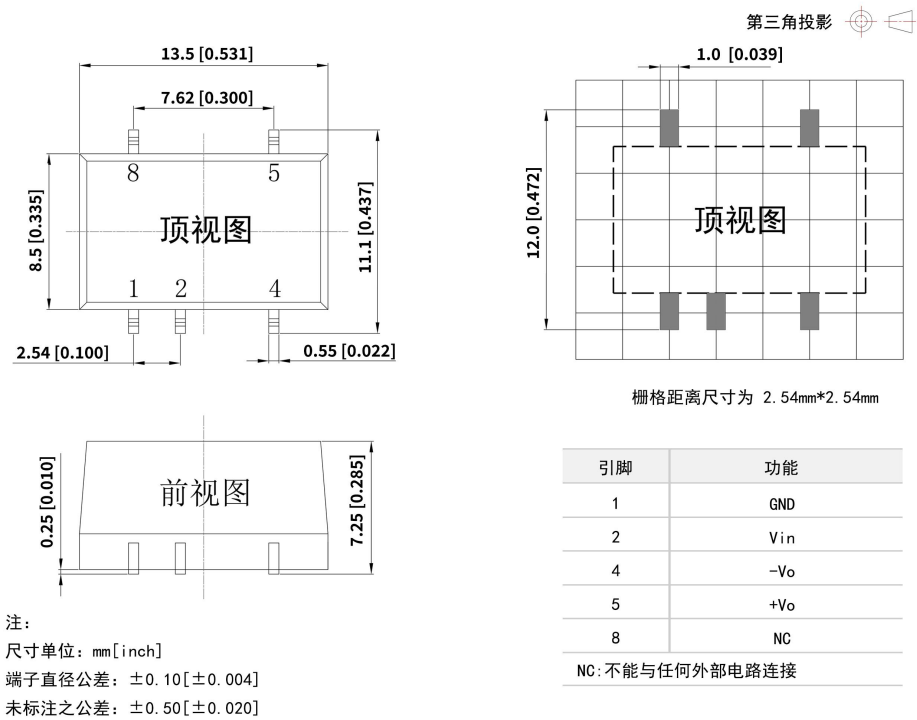 第三角投影
13.5 [0.531]
7.62 [0.300]
8
5
8.5 [0.335]
顶视图
11.1 [0.437]
1 2 4
2.54 [0.100]
0.55 [0.022]
1.0 [0.039]
12.0 [0.472]
顶视图
栅格距离尺寸为 2.54mm*2.54mm
0.25 [0.010]
前视图
7.25 [0.285]
引脚 功能
1 GND
2 Vin
4 -Vo
5 +Vo
8 NC
NC:不能与任何外部电路连接
注：
尺寸单位：mm[inch]
端子直径公差：±0.10[±0.004]
未标注之公差：±0.50[±0.020]